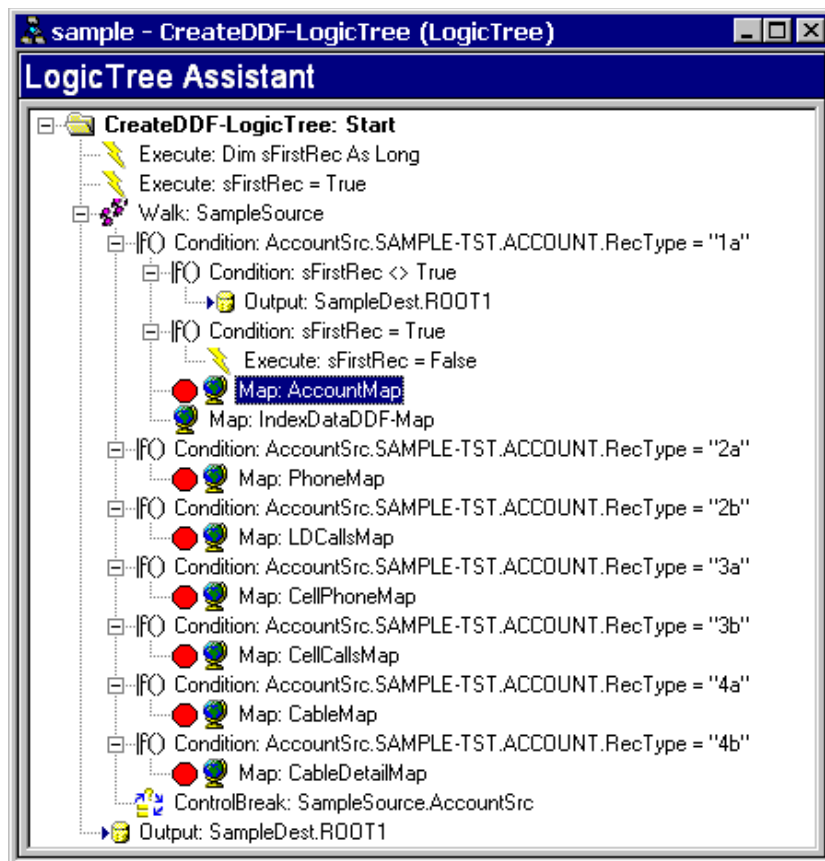 sample - CreateDDF-LogicTree (LogicTree)
LogicTree Assistant
CreateDDF-LogicTree: Start
Execute: Dim sFirstRec As Long
Execute: sFirstRec = True
Walk: SampleSource
If() Condition: AccountSrc.SAMPLE-TST.ACCOUNT.RecType = "1a"
If() Condition: sFirstRec <> True
Output: SampleDest.ROOT1
If() Condition: sFirstRec = True
Execute: sFirstRec = False
Map: AccountMap
Map: IndexDataDDF-Map
If() Condition: AccountSrc.SAMPLE-TST.ACCOUNT.RecType = "2a"
Map: PhoneMap
If() Condition: AccountSrc.SAMPLE-TST.ACCOUNT.RecType = "2b"
Map: LDCallsMap
If() Condition: AccountSrc.SAMPLE-TST.ACCOUNT.RecType = "3a"
Map: CellPhoneMap
If() Condition: AccountSrc.SAMPLE-TST.ACCOUNT.RecType = "3b"
Map: CellCallsMap
If() Condition: AccountSrc.SAMPLE-TST.ACCOUNT.RecType = "4a"
Map: CableMap
If() Condition: AccountSrc.SAMPLE-TST.ACCOUNT.RecType = "4b"
Map: CableDetailMap
ControlBreak: SampleSource.AccountSrc
Output: SampleDest.ROOT1